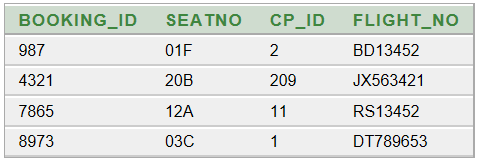 BOOKING_ID SEATNO CP_ID FLIGHT_NO
987 01F 2 BD13452
4321 20B 209 JX563421
7865 12A 11 RS13452
8973 03C 1 DT789653